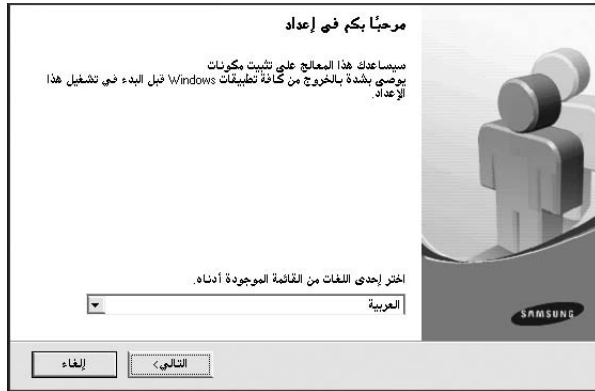 مرحبًا بكم في إعداد
سيساعدك هذا المعالج على تثبيت مكونات
يوصى بشدة بالخروج من كافة تطبيقات Windows قبل البدء في تشغيل هذا
الإعداد.
اختر إحدى اللغات من القائمة الموجودة أدناه.
العربية
SAMSUNG
التالي>
إلغاء